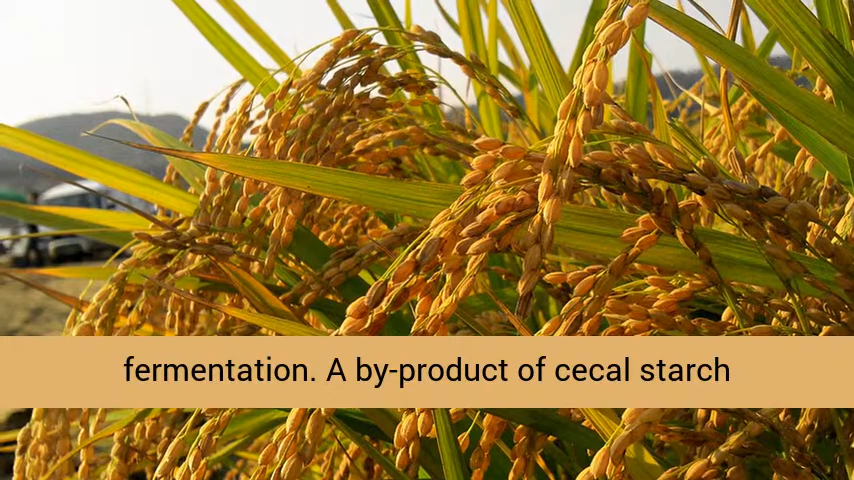 fermentation. A by-product of cecal starch